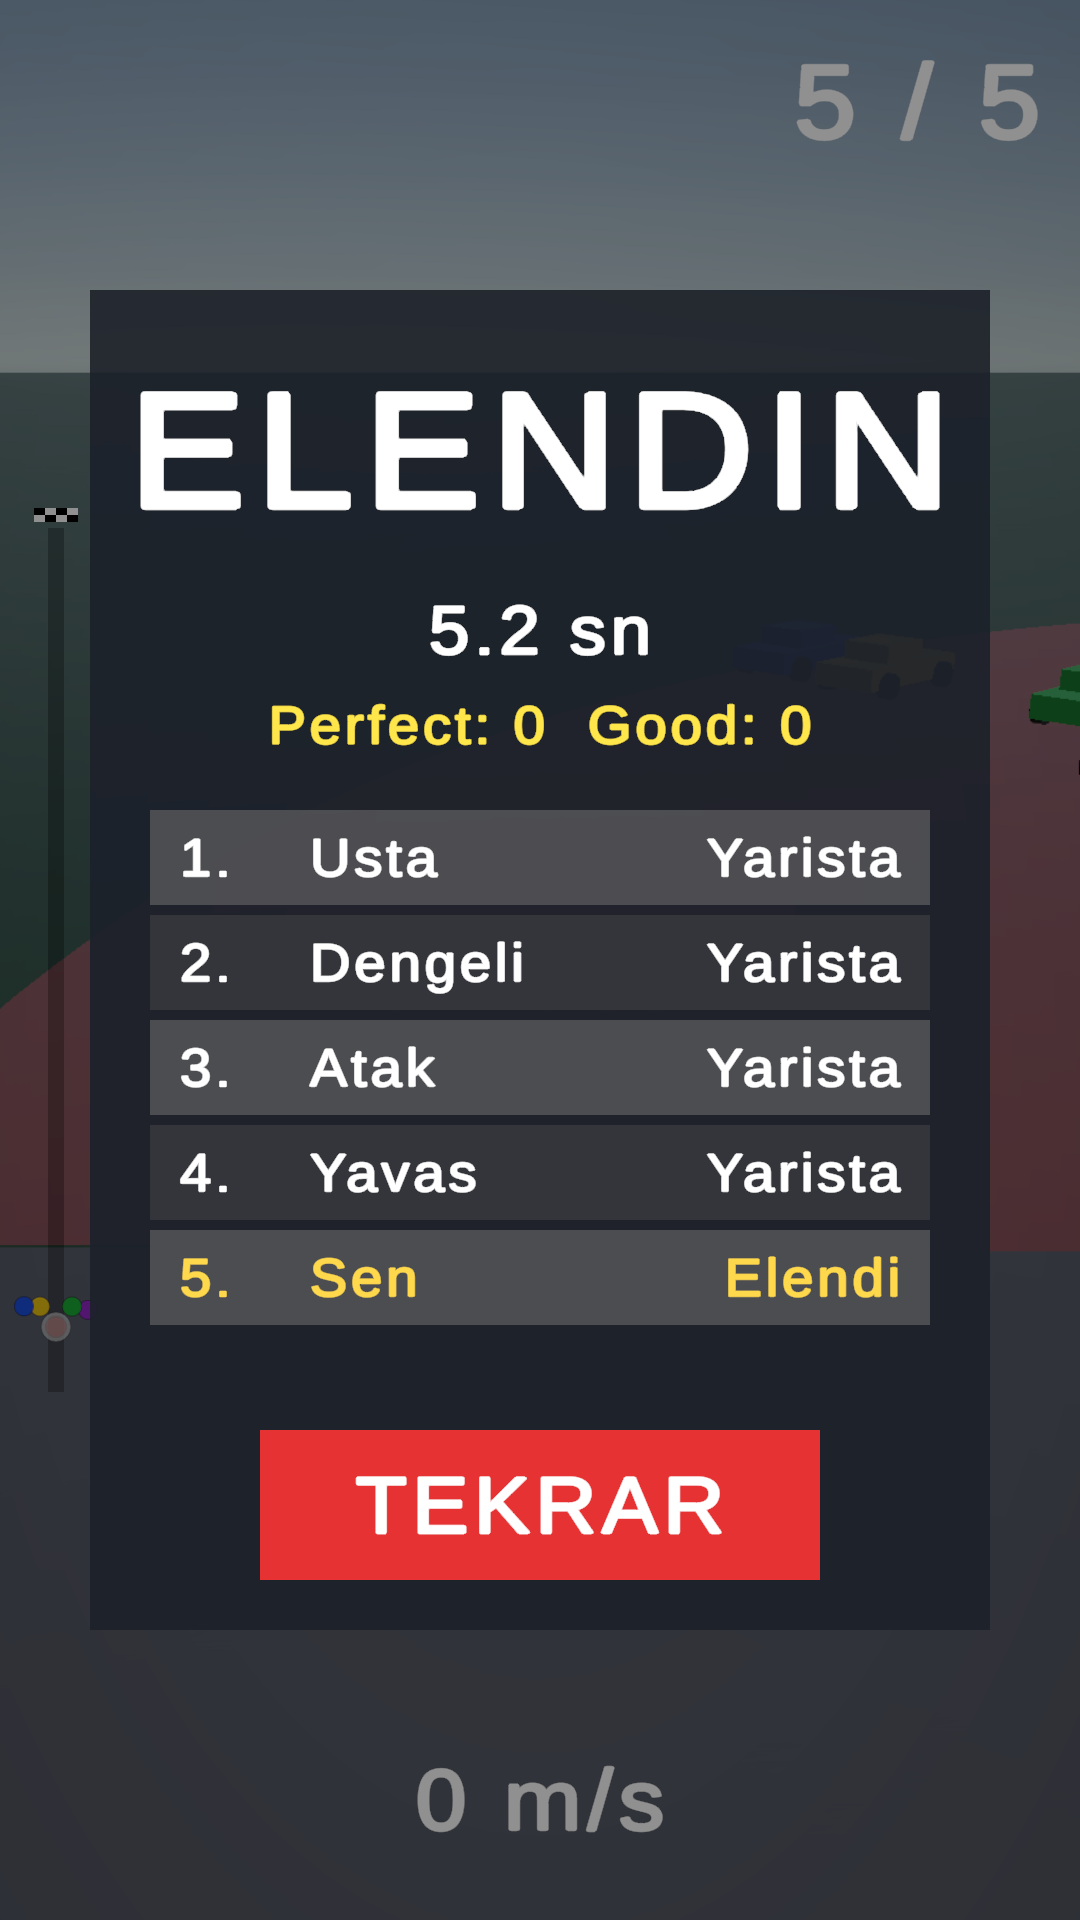 5 / 5
ELENDIN
5.2 sn
Perfect: 0 Good: 0
1. Usta Yarista
2. Dengeli Yarista
3. Atak Yarista
4. Yavas Yarista
5. Sen Elendi
TEKRAR
0 m/s